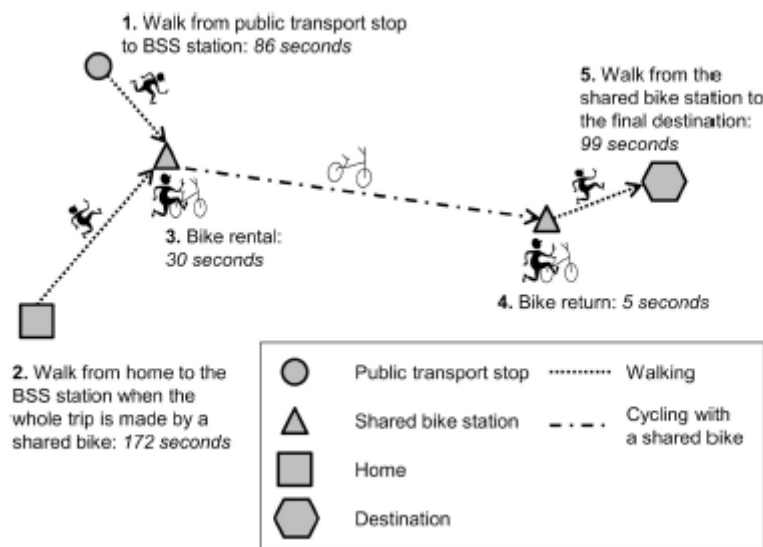 1. Walk from public transport stop
to BSS station: 86 seconds
5. Walk from the
shared bike station to
the final destination:
99 seconds
3. Bike rental:
30 seconds
4. Bike return: 5 seconds
2. Walk from home to the
BSS station when the
whole trip is made by a
shared bike: 172 seconds
Public transport stop
Walking
Shared bike station
Cycling with
a shared bike
Home
Destination